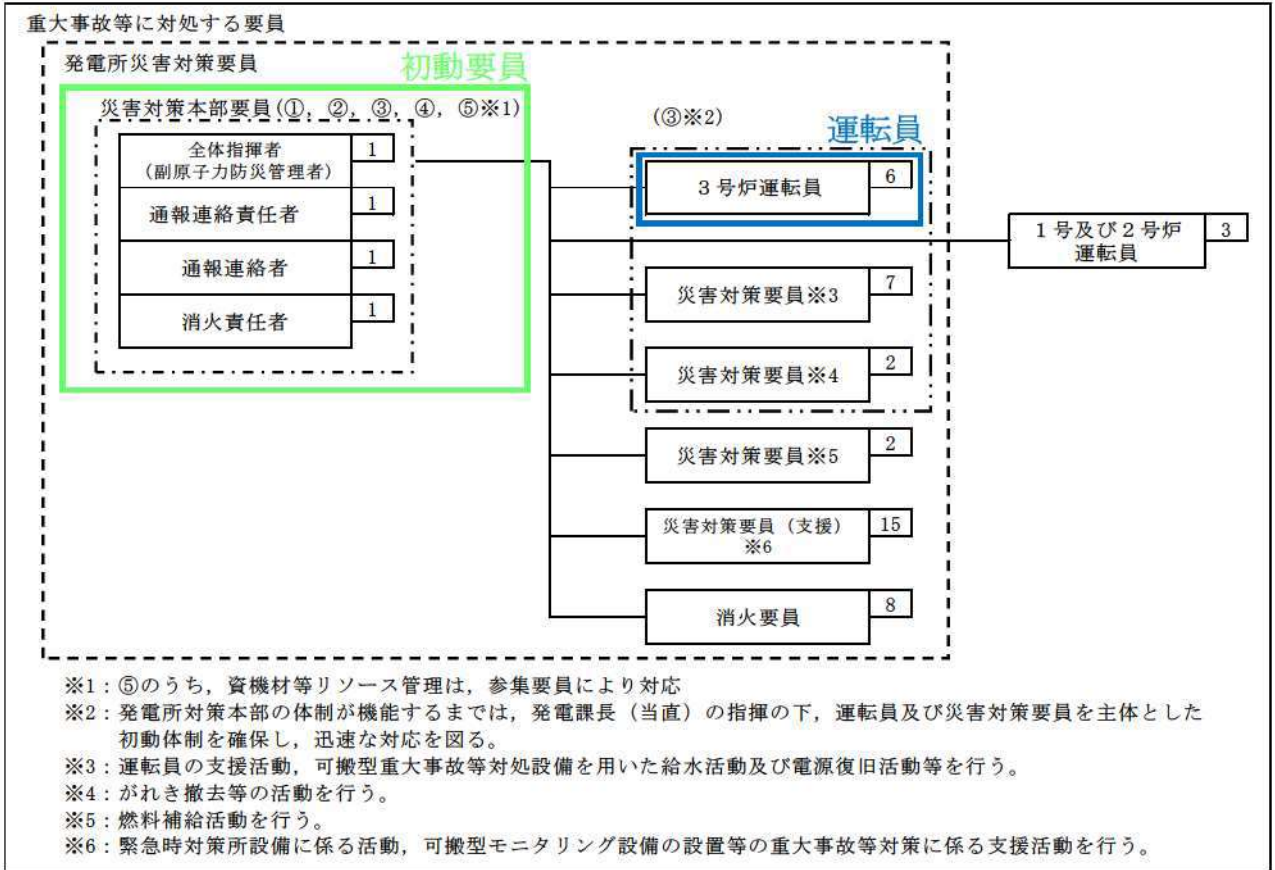 重大事故等に対処する要員
発電所災害対策要員
初動要員
災害対策本部要員(①,②,③,④,⑤※1)
全体指揮者
(副原子力防災管理者)
1
通報連絡責任者
1
通報連絡者
1
消火責任者
1
(③※2)
運転員
3号炉運転員
6
1号及び2号炉
運転員
3
災害対策要員※3
7
災害対策要員※4
2
災害対策要員※5
2
災害対策要員(支援)
※6
15
消火要員
8
※1:⑤のうち,資機材等リソース管理は,参集要員により対応
※2:発電所対策本部の体制が機能するまでは,発電課長(当直)の指揮の下,運転員及び災害対策要員を主体とした
初動体制を確保し,迅速な対応を図る。
※3:運転員の支援活動,可搬型重大事故等対処設備を用いた給水活動及び電源復旧活動等を行う。
※4:がれき撤去等の活動を行う。
※5:燃料補給活動を行う。
※6:緊急時対策所設備に係る活動,可搬型モニタリング設備の設置等の重大事故等対策に係る支援活動を行う。